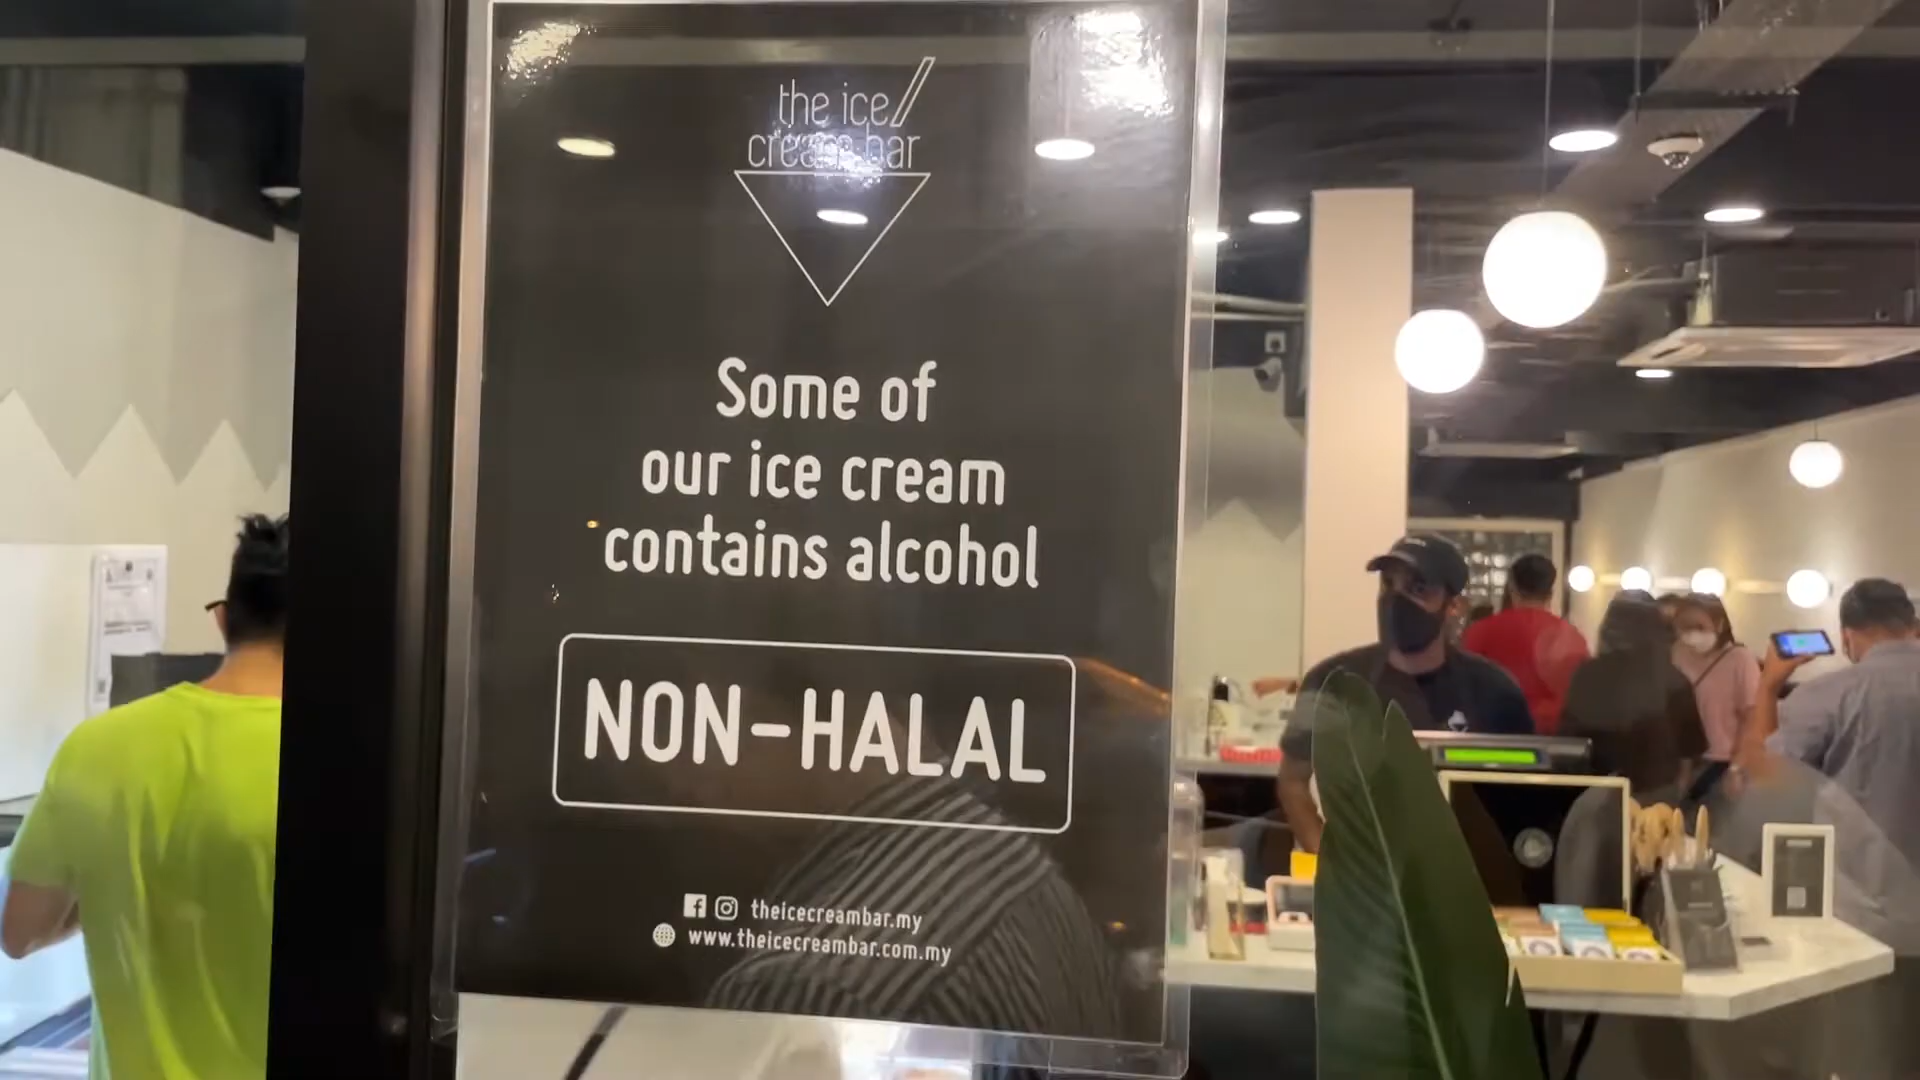 the ice
cream bar
Some of
our ice cream
contains alcohol
NON-HALAL
theicecreambar.my
www.theicecreambar.com.my